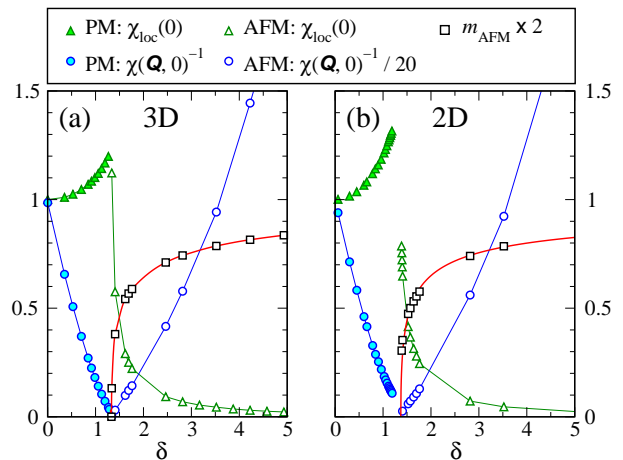 PM: χloc(0) AFM: χloc(0) mAFM x 2
PM: χ(Q, 0)−1 AFM: χ(Q, 0)−1 / 20
1.5 1.5
(a) 3D (b) 2D
1 1
0.5 0.5
0 0
0 1 2 3 4 5 0 1 2 3 4 5
δ δ